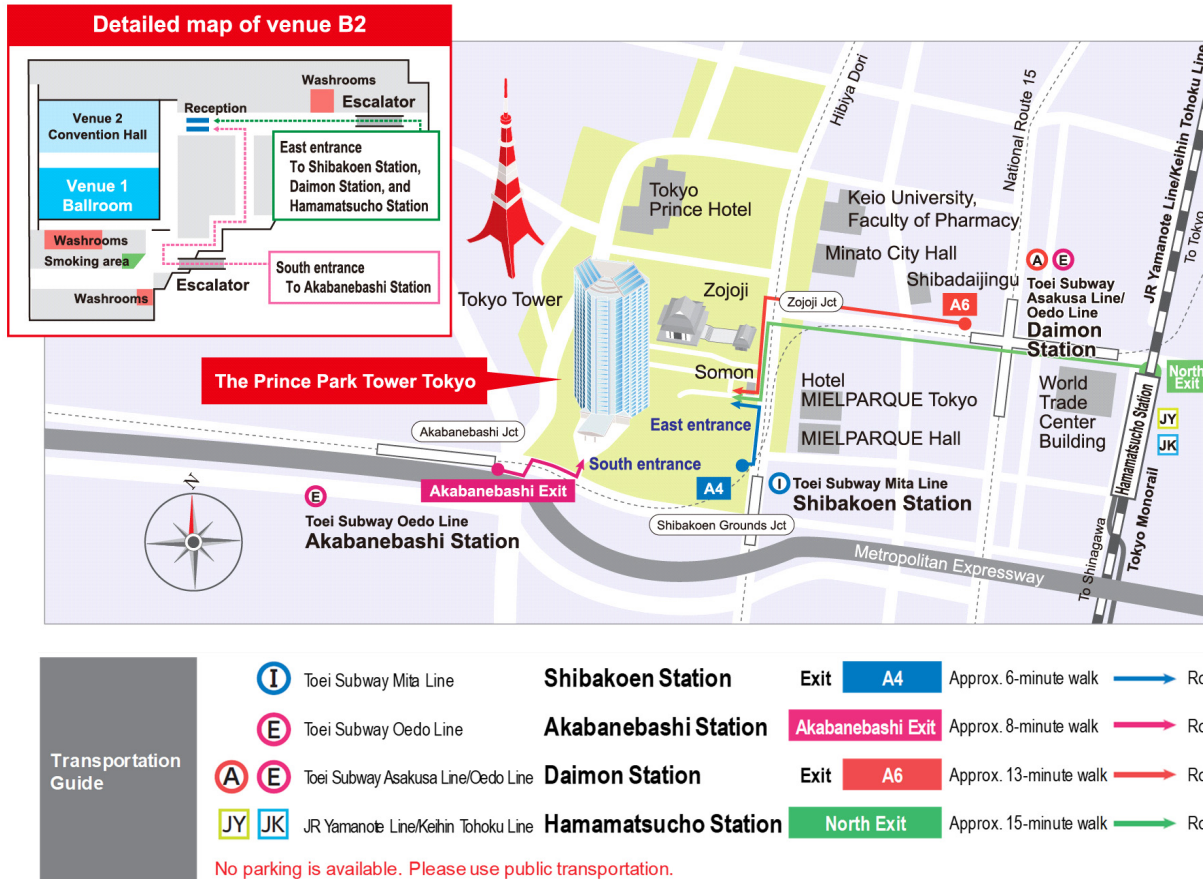 Detailed map of venue B2
Washrooms
Escalator
Reception
Venue 2
Convention Hall
Venue 1
Ballroom
East entrance
To Shibakoen Station,
Daimon Station, and
Hamamatsucho Station
Washrooms
Smoking area
Washrooms
Escalator
South entrance
To Akabanebashi Station
Tokyo Tower
Tokyo
Prince Hotel
Hibiya Dori
National Route 15
JR Yamanote Line/Keihin Tohoku Line
To Tokyo
Keio University,
Faculty of Pharmacy
Minato City Hall
Shibadaijingu
A E
Toei Subway
Asakusa Line/
Oedo Line
Daimon
Station
Zojoji
Zojoji Jct
A6
The Prince Park Tower Tokyo
Somon
Hotel
MIELPARQUE Tokyo
MIELPARQUE Hall
World
Trade
Center
Building
North
Exit
Hamamatsucho Station
JY
JK
Tokyo Monorail
To Shinagawa
East entrance
South entrance
Akabanebashi Jct
Akabanebashi Exit
A4
I Toei Subway Mita Line
Shibakoen Station
Shibakoen Grounds Jct
Metropolitan Expressway
N
E
Toei Subway Oedo Line
Akabanebashi Station
Transportation
Guide
I Toei Subway Mita Line Shibakoen Station Exit A4 Approx. 6-minute walk Ro
E Toei Subway Oedo Line Akabanebashi Station Akabanebashi Exit Approx. 8-minute walk Ro
A E Toei Subway Asakusa Line/Oedo Line Daimon Station Exit A6 Approx. 13-minute walk Ro
JY JK JR Yamanote Line/Keihin Tohoku Line Hamamatsucho Station North Exit Approx. 15-minute walk Ro
No parking is available. Please use public transportation.